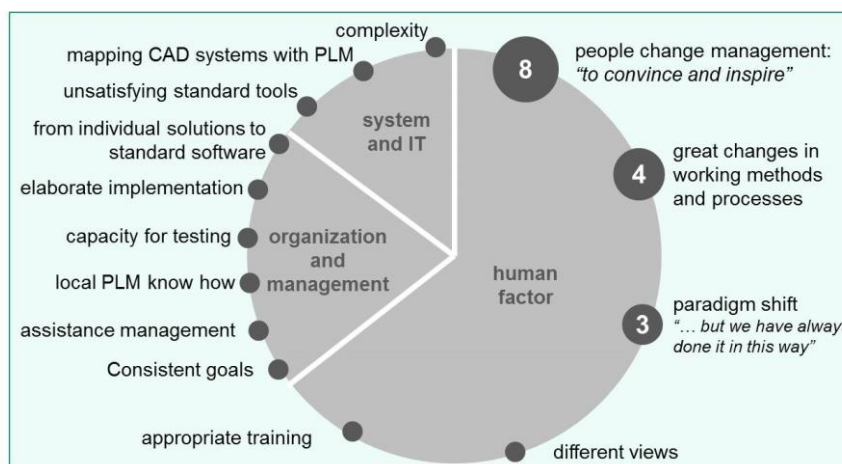 complexity
mapping CAD systems with PLM
unsatisfying standard tools
from individual solutions to
standard software
elaborate implementation
capacity for testing
local PLM know how
assistance management
Consistent goals
appropriate training
system
and IT
organization
and
management
human
factor
8
people change management:
“to convince and inspire”
4
great changes in
working methods
and processes
3
paradigm shift
“… but we have alway
done it in this way”
different views